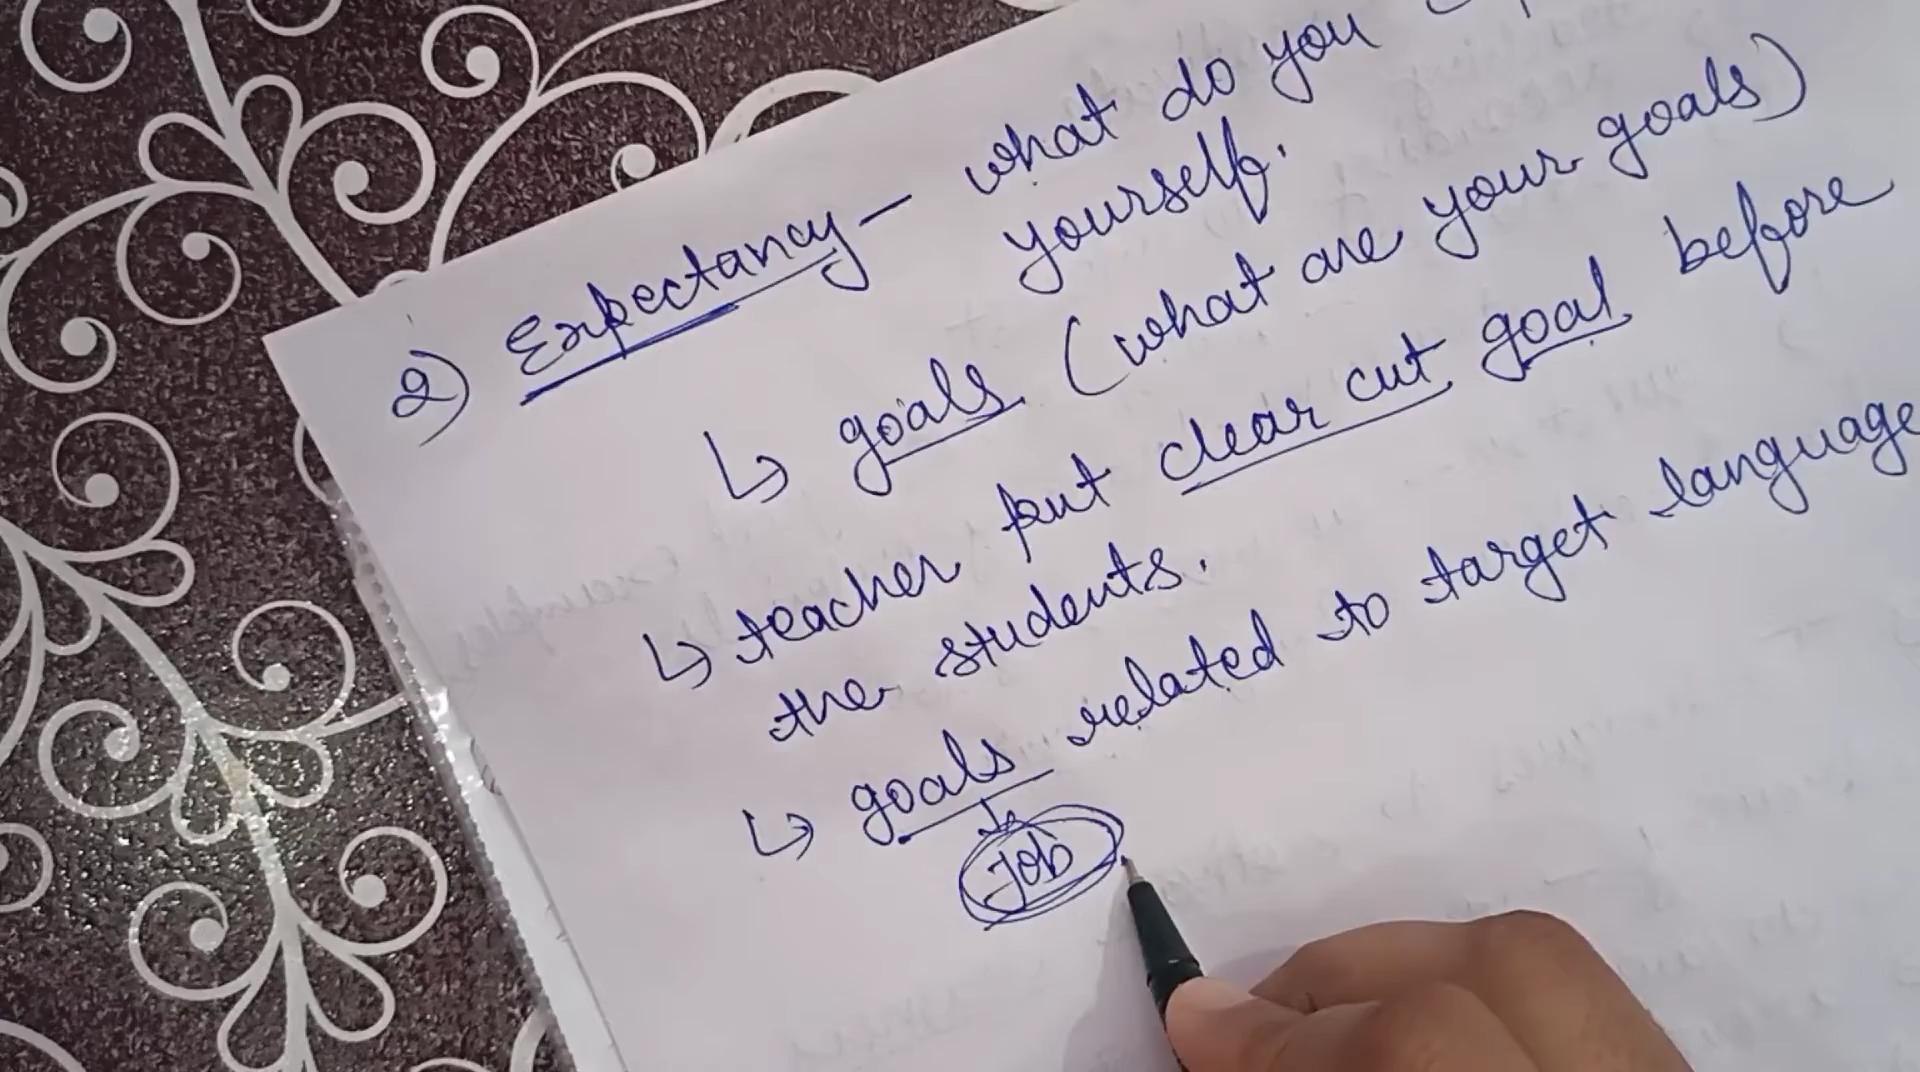 2) Expectancy - what do you
yourself.
↳ goals (what are your goals)
↳ teacher put clear cut goal before
the students.
↳ goals related to target language
↓
Job